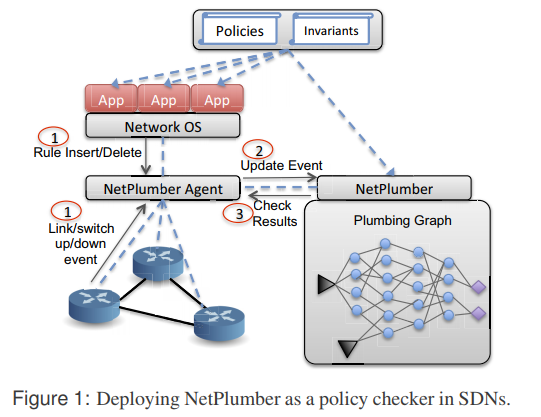 Policies
Invariants
App
App
App
Network OS
1
Rule Insert/Delete
2
Update Event
NetPlumber Agent
NetPlumber
3
Check
Results
1
Link/switch
up/down
event
Plumbing Graph
Figure 1: Deploying NetPlumber as a policy checker in SDNs.